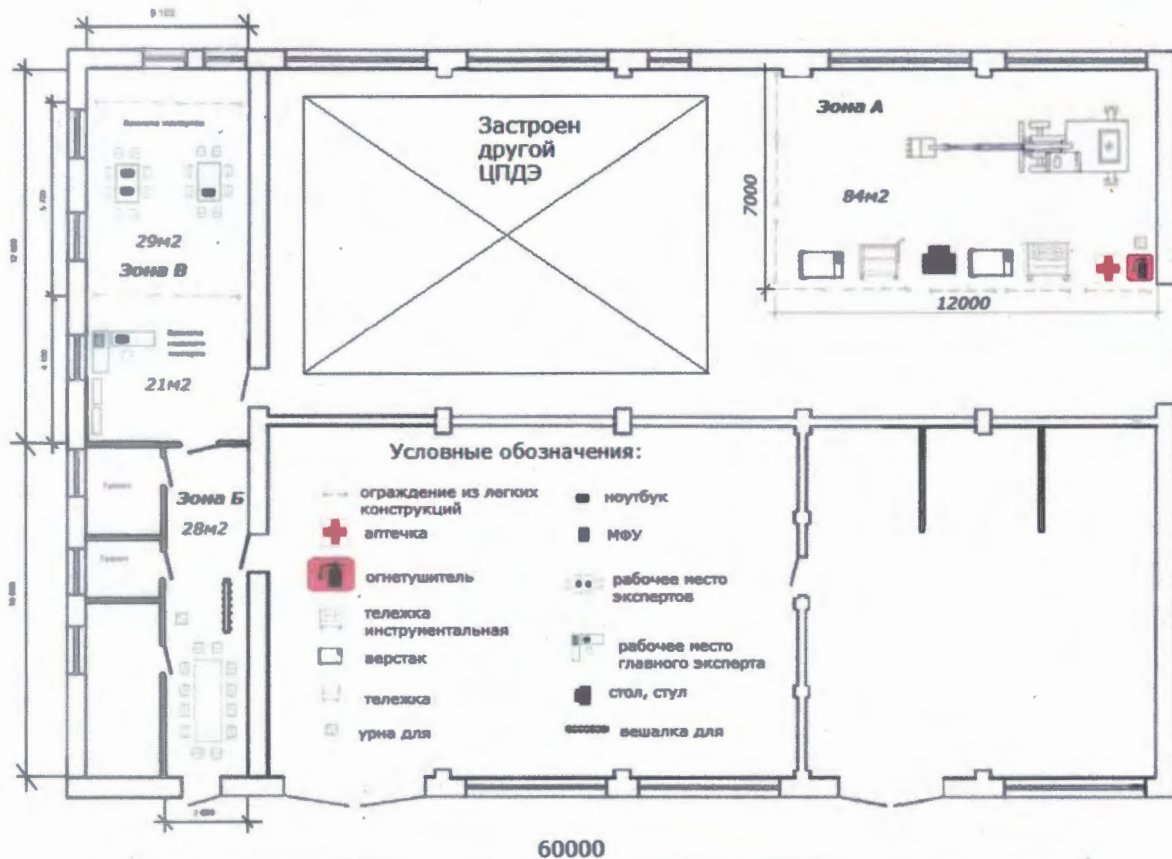 Застроен
другой
ЦПДЭ
Зона А
84м2
7000
12000
29м2
Зона В
21м2
Зона Б
28м2
Туалет
Туалет
Условные обозначения:
ограждение из легких
конструкций
аптечка
огнетушитель
тележка
инструментальная
верстак
тележка
урна для
ноутбук
МФУ
рабочее место
экспертов
рабочее место
главного эксперта
стол, стул
вешалка для
60000